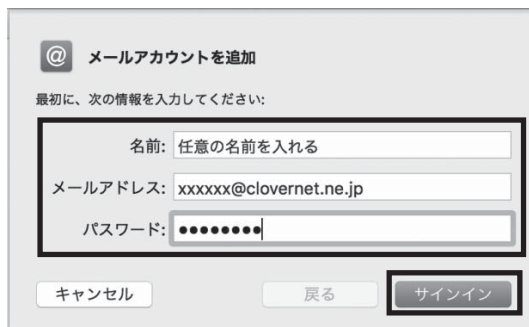 @ メールアカウントを追加
最初に、次の情報を入力してください:
名前: 任意の名前を入れる
メールアドレス: xxxxxx@clovernet.ne.jp
パスワード: ●●●●●●●●
キャンセル 戻る サインイン